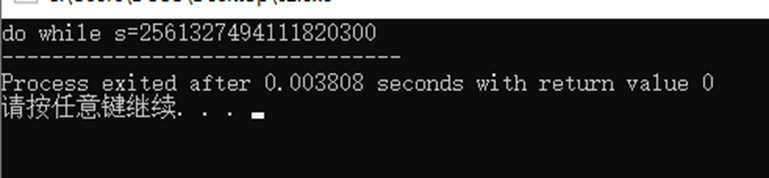 do while s=2561327494111820300
--------------------------------
Process exited after 0.003808 seconds with return value 0
请按任意键继续. . .